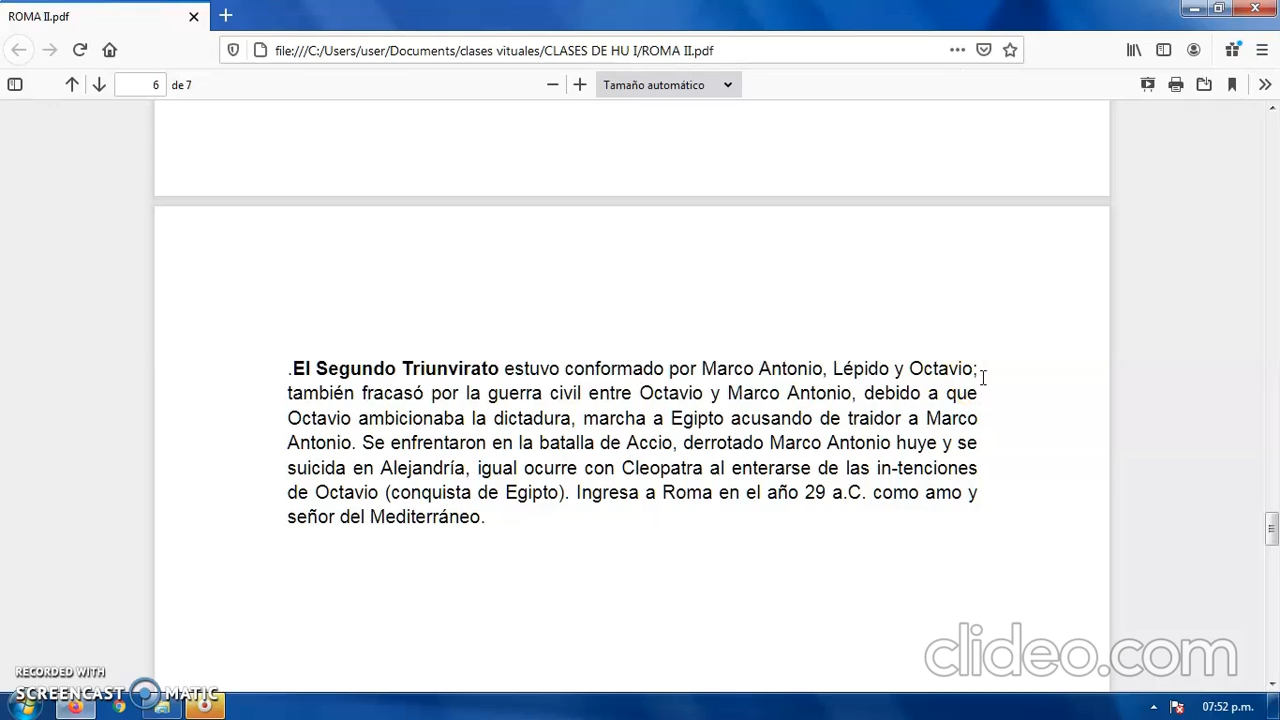 ROMA II.pdf
file:///C:/Users/user/Documents/clases vituales/CLASES DE HU I/ROMA II.pdf
6 de 7
Tamaño automático
.El Segundo Triunvirato estuvo conformado por Marco Antonio, Lépido y Octavio;
también fracasó por la guerra civil entre Octavio y Marco Antonio, debido a que
Octavio ambicionaba la dictadura, marcha a Egipto acusando de traidor a Marco
Antonio. Se enfrentaron en la batalla de Accio, derrotado Marco Antonio huye y se
suicida en Alejandría, igual ocurre con Cleopatra al enterarse de las in-tenciones
de Octavio (conquista de Egipto). Ingresa a Roma en el año 29 a.C. como amo y
señor del Mediterráneo.
clideo.com
RECORDED WITH
SCREENCAST MATIC
07:52 p.m.